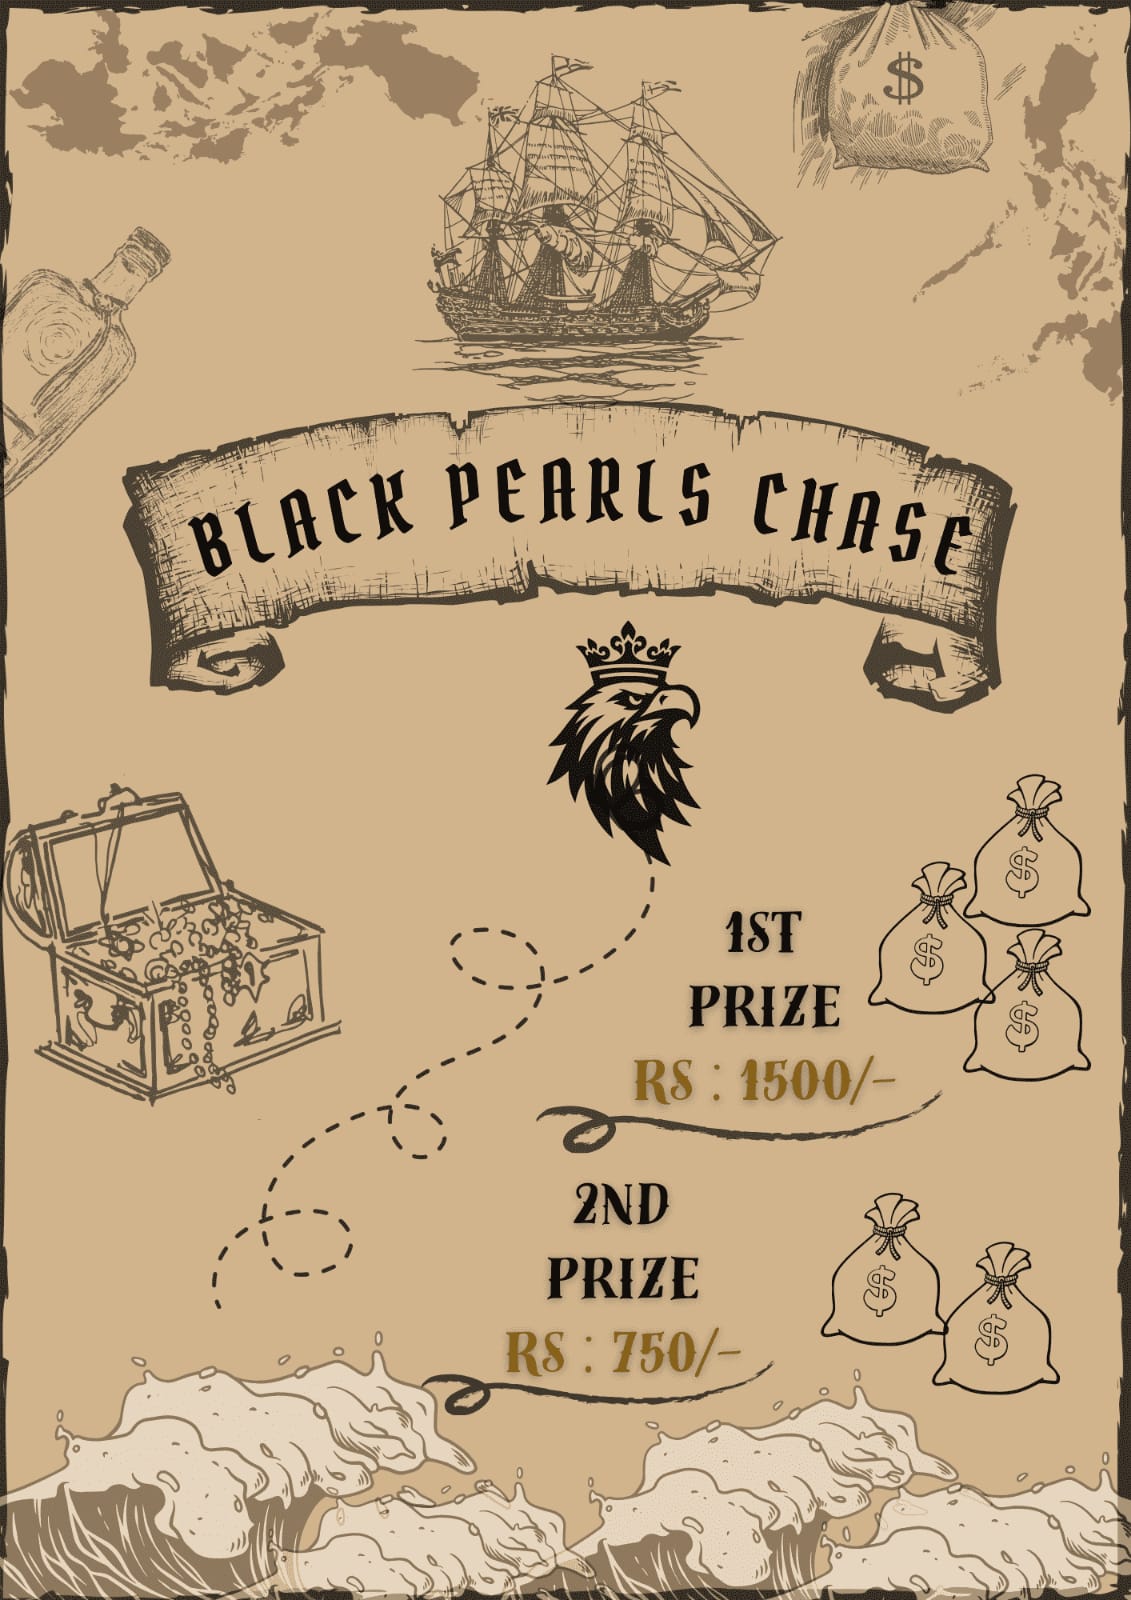 $
BLACK PEARLS CHASE
1ST
PRIZE
RS : 1500/-
$
$
$
2ND
PRIZE
RS : 750/-
$
$